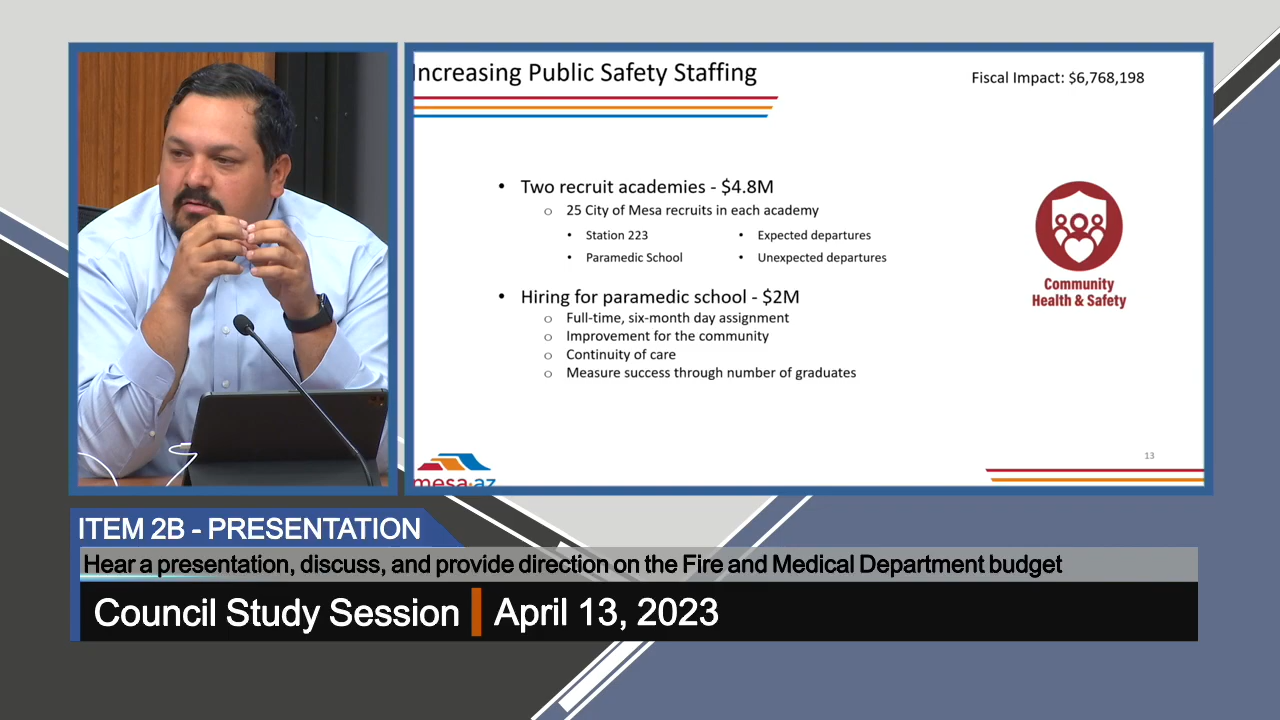 Increasing Public Safety Staffing
Fiscal Impact: $6,768,198
• Two recruit academies - $4.8M
o 25 City of Mesa recruits in each academy
• Station 223 • Expected departures
• Paramedic School • Unexpected departures
• Hiring for paramedic school - $2M
o Full-time, six-month day assignment
o Improvement for the community
o Continuity of care
o Measure success through number of graduates
Community
Health & Safety
13
mesa·az
ITEM 2B - PRESENTATION
Hear a presentation, discuss, and provide direction on the Fire and Medical Department budget
Council Study Session
April 13, 2023